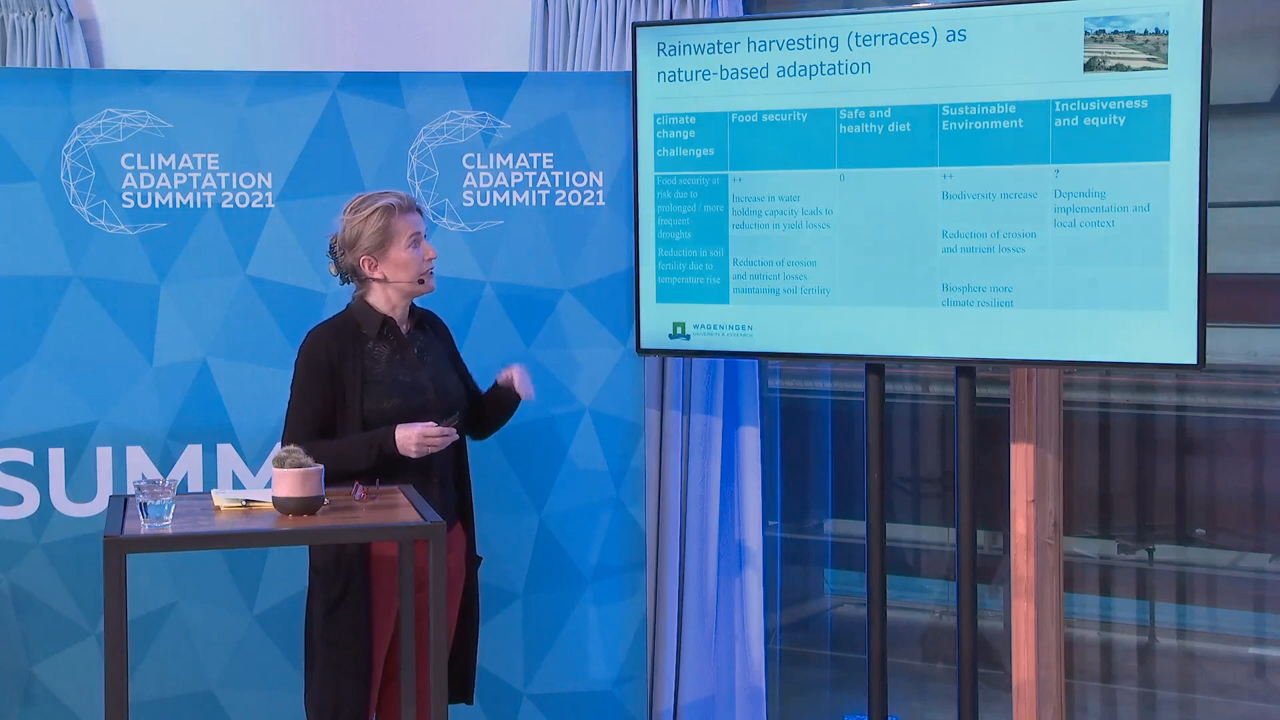 CLIMATE
ADAPTATION
SUMMIT 2021
CLIMATE
ADAPTATION
SUMMIT 2021
SUMM
Rainwater harvesting (terraces) as
nature-based adaptation
climate
change
challenges
Food security
Safe and
healthy diet
Sustainable
Environment
Inclusiveness
and equity
Food security at
risk due to
prolonged / more
frequent
droughts
Reduction in soil
fertility due to
temperature rise
++
Increase in water
holding capacity leads to
reduction in yield losses
Reduction of erosion
and nutrient losses
maintaining soil fertility
0
++
Biodiversity increase
Reduction of erosion
and nutrient losses
Biosphere more
climate resilient
?
Depending
implementation and
local context
WAGENINGEN
UNIVERSITY & RESEARCH